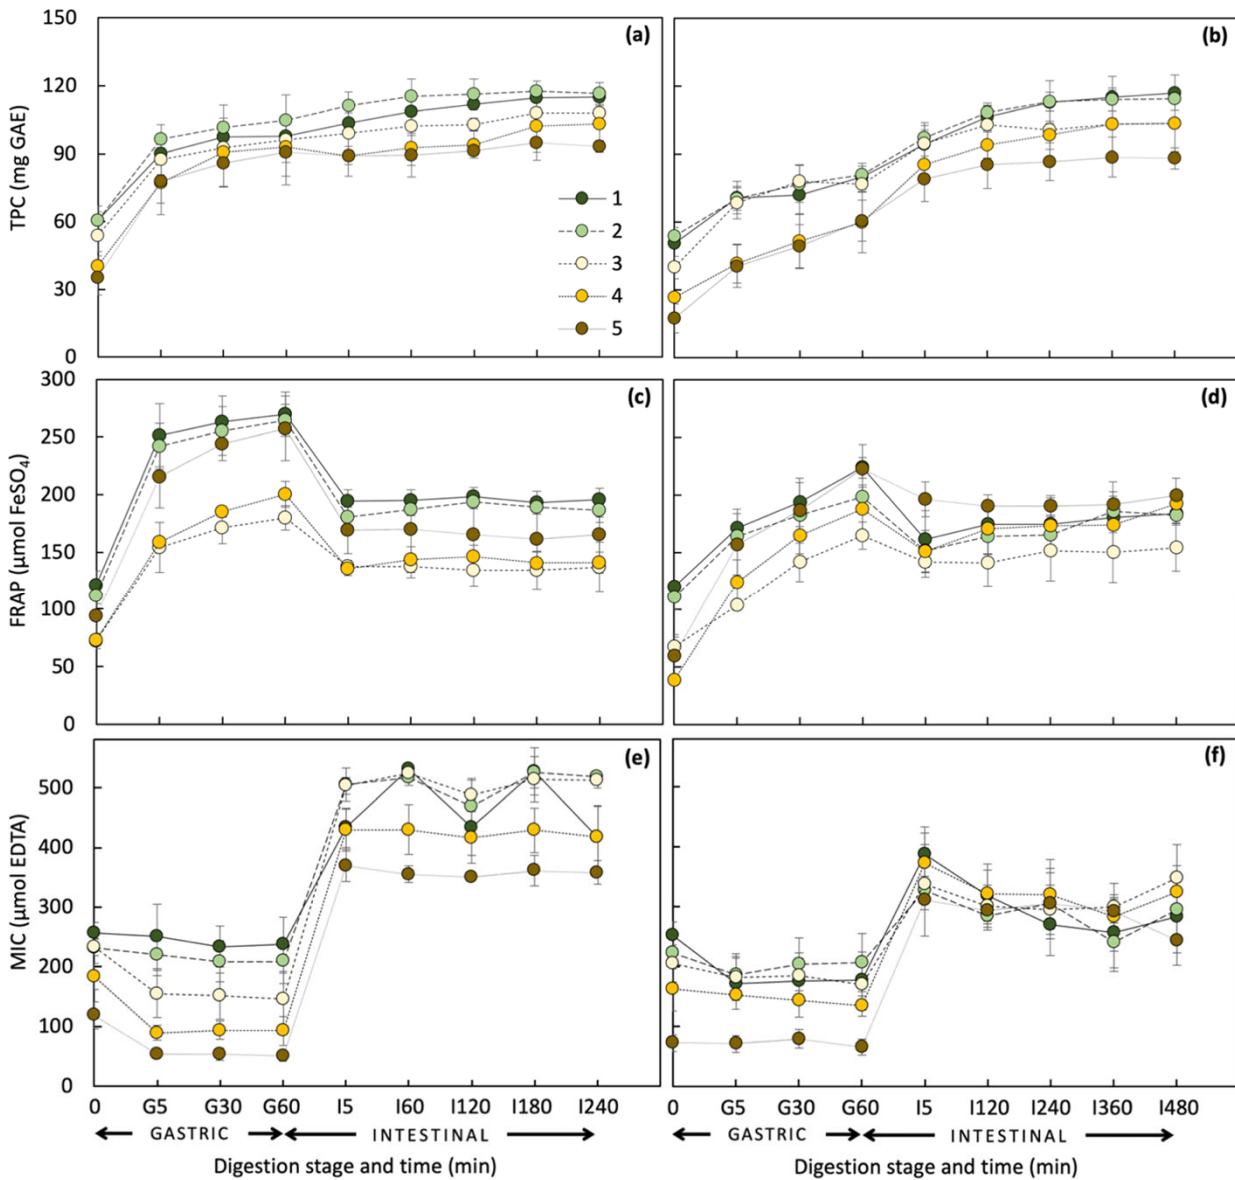 150
120
90
60
30
0
TPC (mg GAE)
(a)
(b)
1
2
3
4
5
300
250
200
150
100
50
0
FRAP (µmol FeSO₄)
(c)
(d)
500
400
300
200
100
0
MIC (µmol EDTA)
(e)
(f)
0 G5 G30 G60 I5 I60 I120 I180 I240
GASTRIC INTESTINAL
Digestion stage and time (min)
0 G5 G30 G60 I5 I120 I240 I360 I480
GASTRIC INTESTINAL
Digestion stage and time (min)